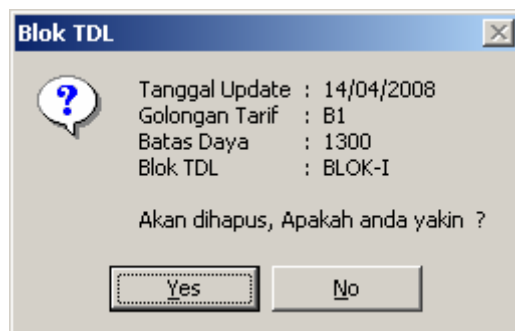 Blok TDL
Tanggal Update : 14/04/2008
Golongan Tarif : B1
Batas Daya : 1300
Blok TDL : BLOK-I
Akan dihapus, Apakah anda yakin ?
Yes No